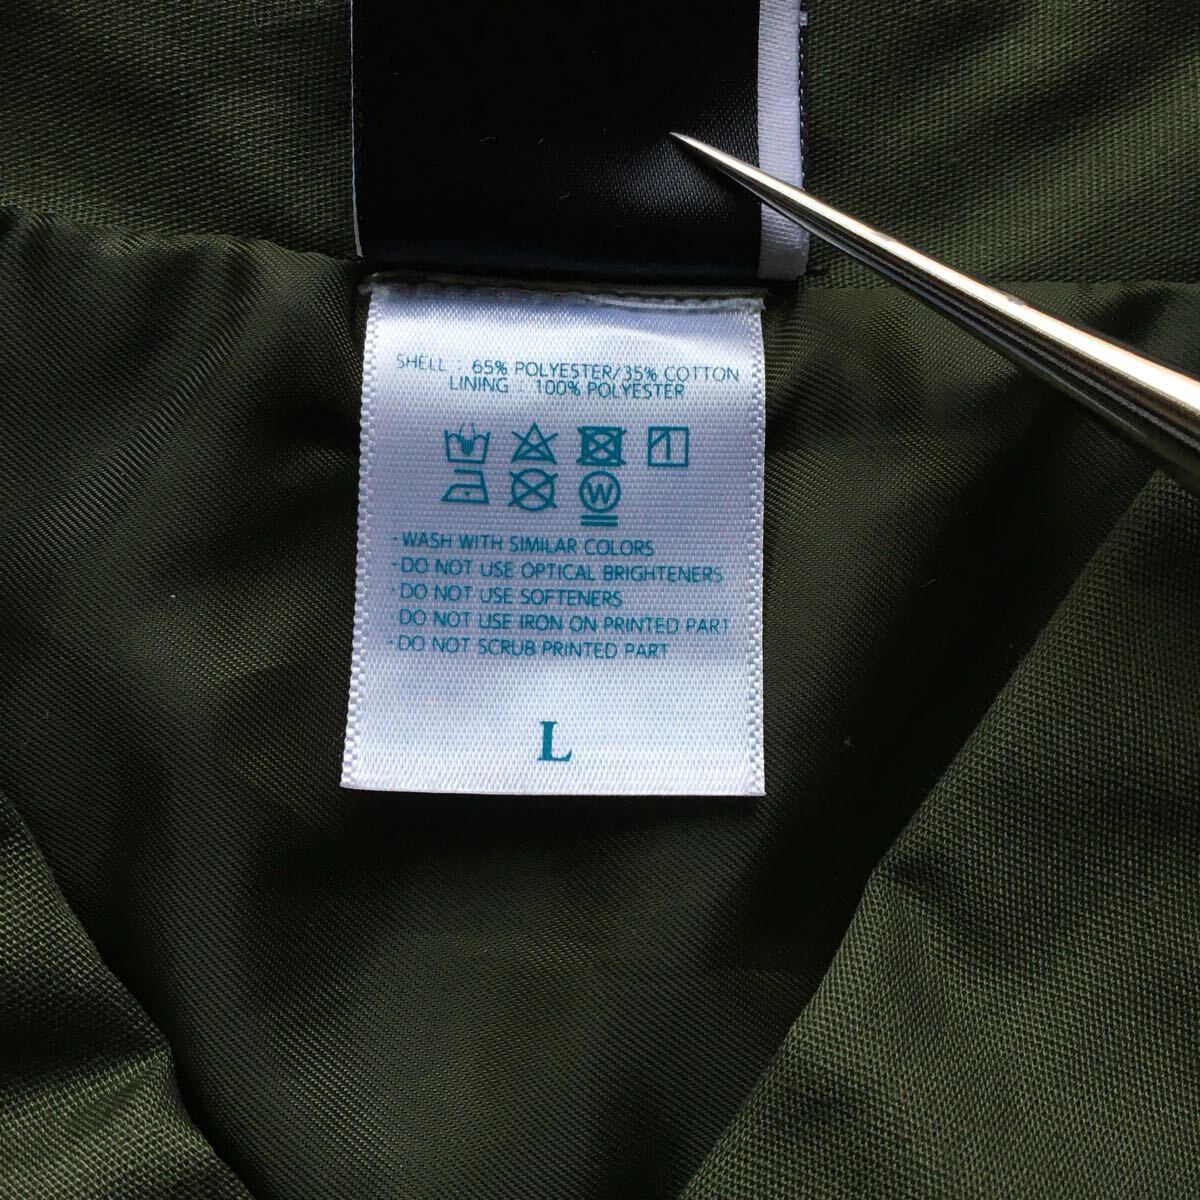 SHELL : 65% POLYESTER/35% COTTON
LINING : 100% POLYESTER
W
-WASH WITH SIMILAR COLORS
-DO NOT USE OPTICAL BRIGHTENERS
-DO NOT USE SOFTENERS
-DO NOT USE IRON ON PRINTED PART
-DO NOT SCRUB PRINTED PART
L